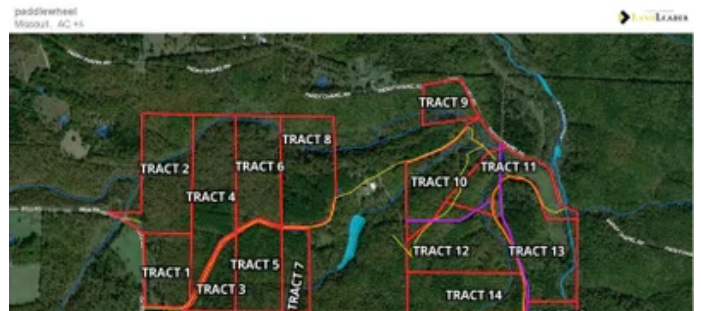 paddlewheel
Missouri, AC +/-
LANDLEADER
TRACT 9
TRACT 8
TRACT 2
TRACT 6
TRACT 11
TRACT 4
TRACT 10
TRACT 12
TRACT 13
TRACT 5
TRACT 1
TRACT 7
TRACT 3
TRACT 14